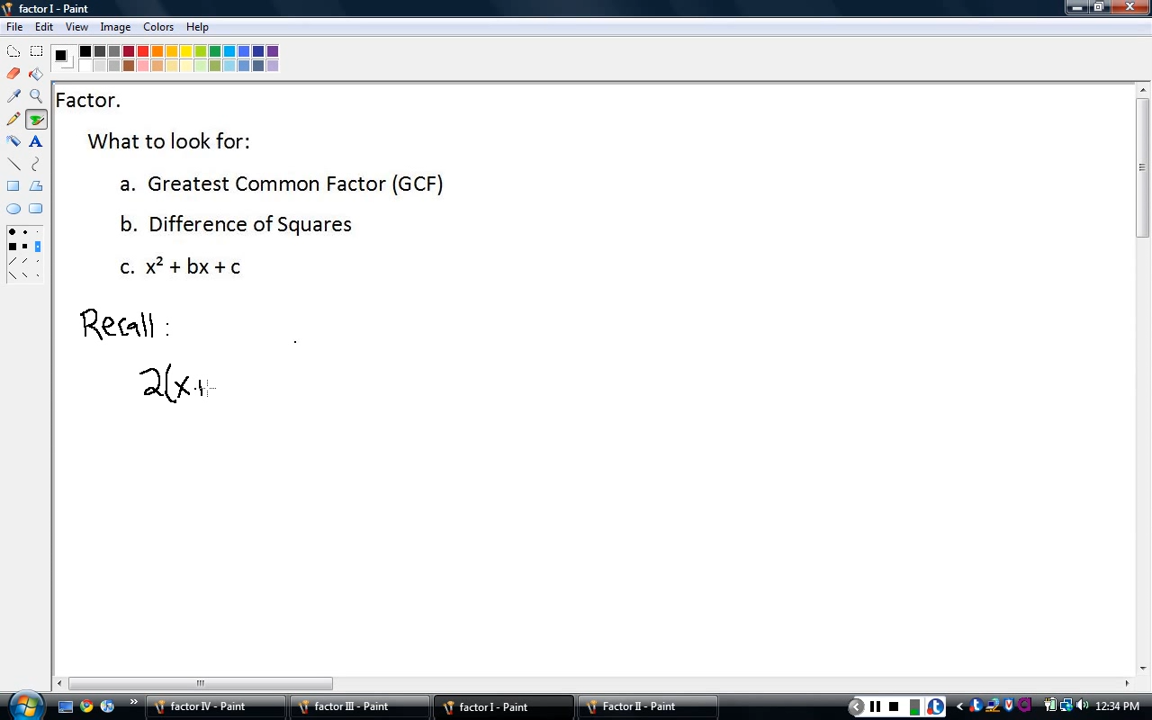 factor I - Paint
File Edit View Image Colors Help
Factor.
What to look for:
a. Greatest Common Factor (GCF)
b. Difference of Squares
c. x² + bx + c
Recall :
2(x+
factor IV - Paint factor III - Paint factor I - Paint Factor II - Paint 12:34 PM